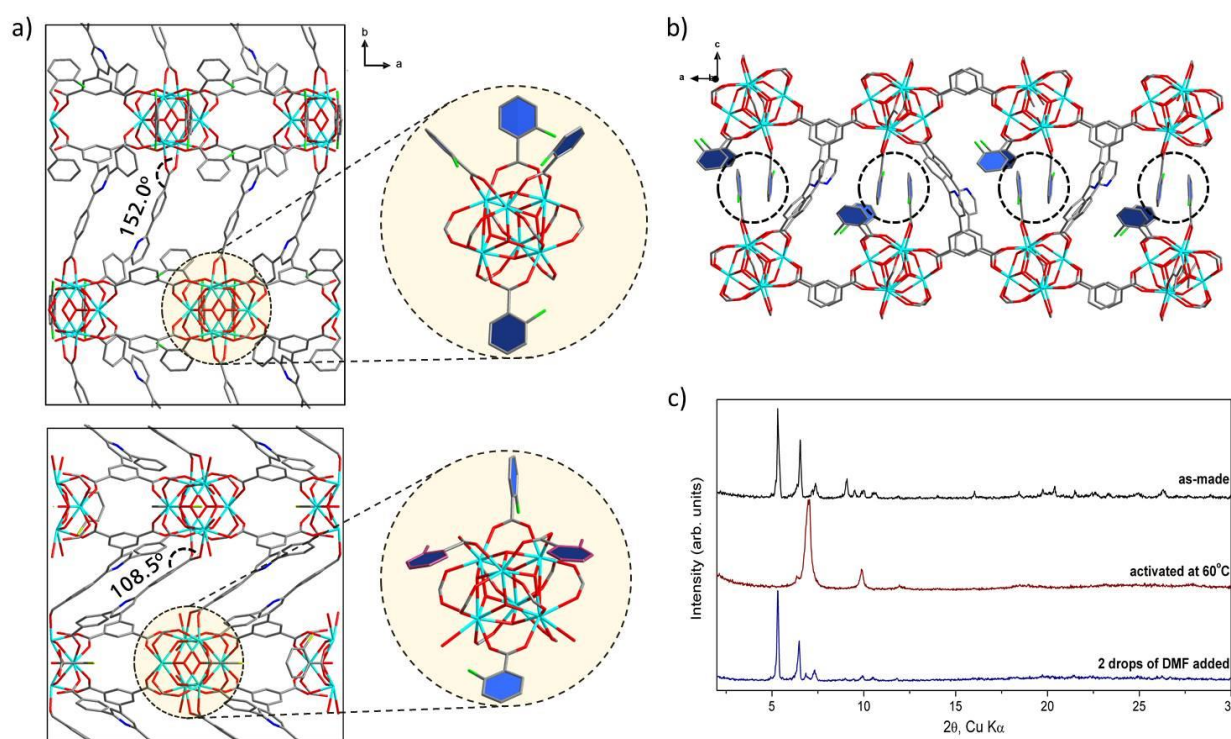 a)
b
a
152.0°
108.5°
b)
c
a
b
c)
Intensity (arb. units)
as-made
activated at 60°C
2 drops of DMF added
5
10
15
20
25
30
2θ, Cu Kα